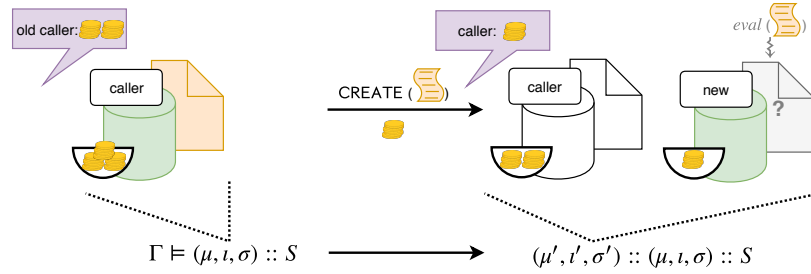 old caller:
caller
CREATE ( )
caller:
caller
eval ( )
new
?
Γ ⊨ (μ, ι, σ) :: S
(μ′, ι′, σ′) :: (μ, ι, σ) :: S